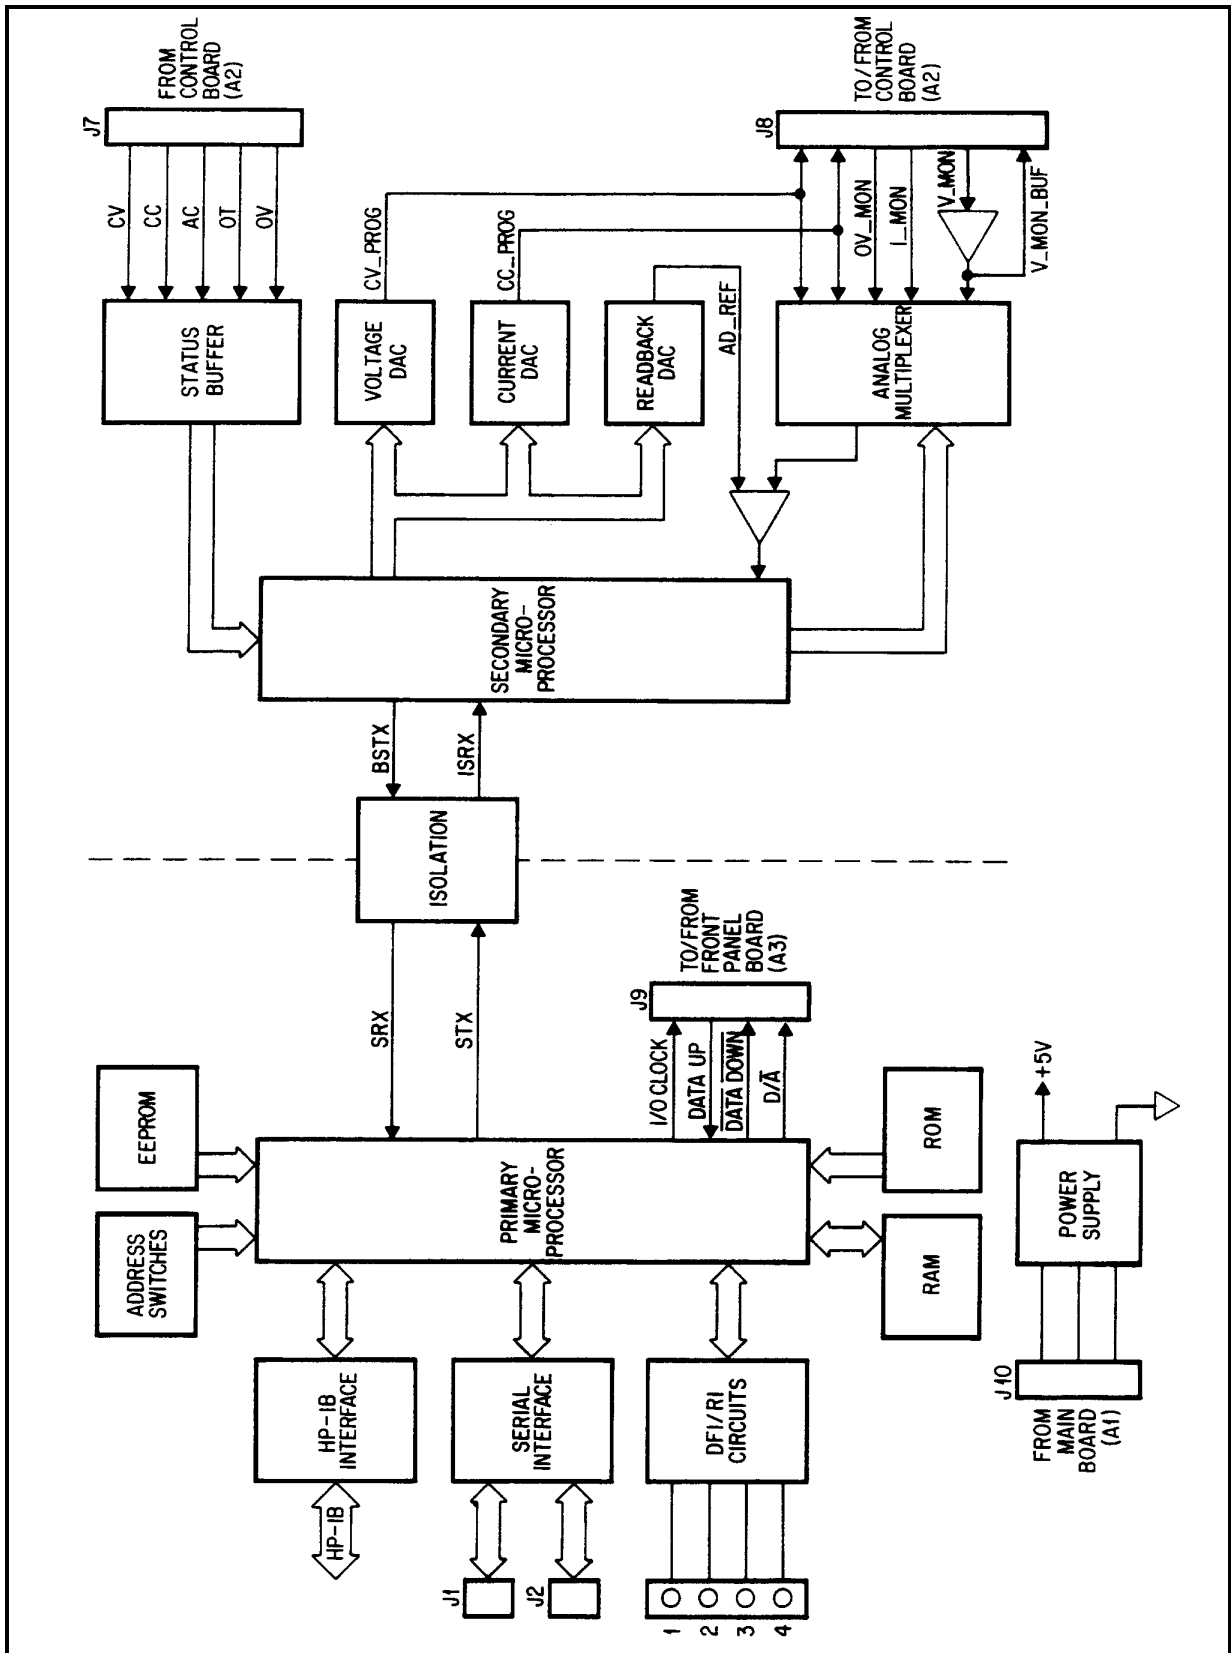 HP-IB
HP-IB
INTERFACE
J1
J2
SERIAL
INTERFACE
1
2
3
4
DFI/RI
CIRCUITS
ADDRESS
SWITCHES
EEPROM
PRIMARY
MICRO-
PROCESSOR
RAM
ROM
SRX
STX
I/O CLOCK
DATA UP
DATA DOWN
D/A
J9
TO/FROM
FRONT
PANEL
BOARD
(A3)
J10
FROM
MAIN
BOARD
(A1)
POWER
SUPPLY
+5V
ISOLATION
BSTX
ISRX
SECONDARY
MICRO-
PROCESSOR
STATUS
BUFFER
CV
CC
AC
OT
OV
J7
FROM
CONTROL
BOARD
(A2)
VOLTAGE
DAC
CV_PROG
CURRENT
DAC
CC_PROG
READBACK
DAC
AD_REF
ANALOG
MULTIPLEXER
OV_MON
I_MON
V_MON
V_MON_BUF
J8
TO/FROM
CONTROL
BOARD
(A2)